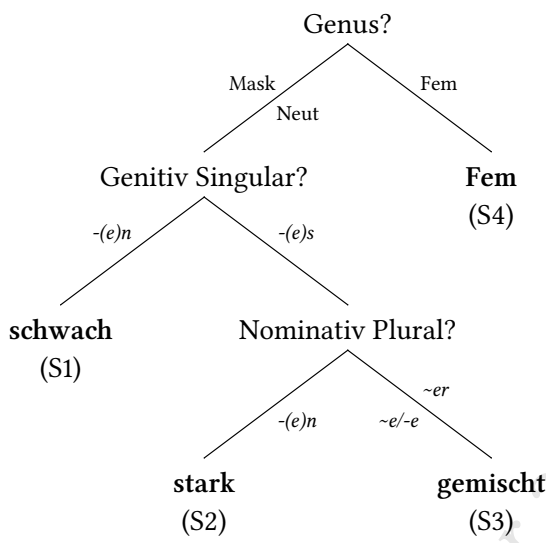 Genus?
Mask
Neut
Fem
Genitiv Singular?
Fem
(S4)
-(e)n
-(e)s
schwach
(S1)
Nominativ Plural?
-(e)n
~er
~e/-e
stark
(S2)
gemischt
(S3)